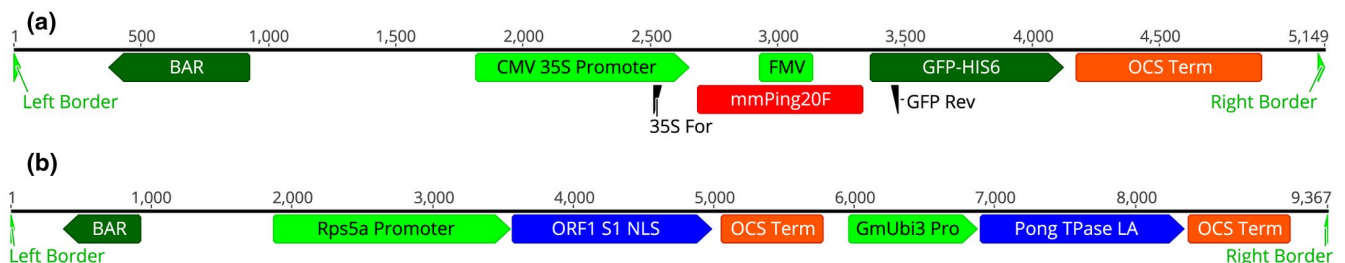 (a)
1 500 1,000 1,500 2,000 2,500 3,000 3,500 4,000 4,500 5,149
BAR CMV 35S Promoter FMV GFP-HIS6 OCS Term
Left Border mmPing20F GFP Rev Right Border
35S For
(b)
1 1,000 2,000 3,000 4,000 5,000 6,000 7,000 8,000 9,367
BAR Rps5a Promoter ORF1 S1 NLS OCS Term GmUbi3 Pro Pong TPase LA OCS Term
Left Border Right Border